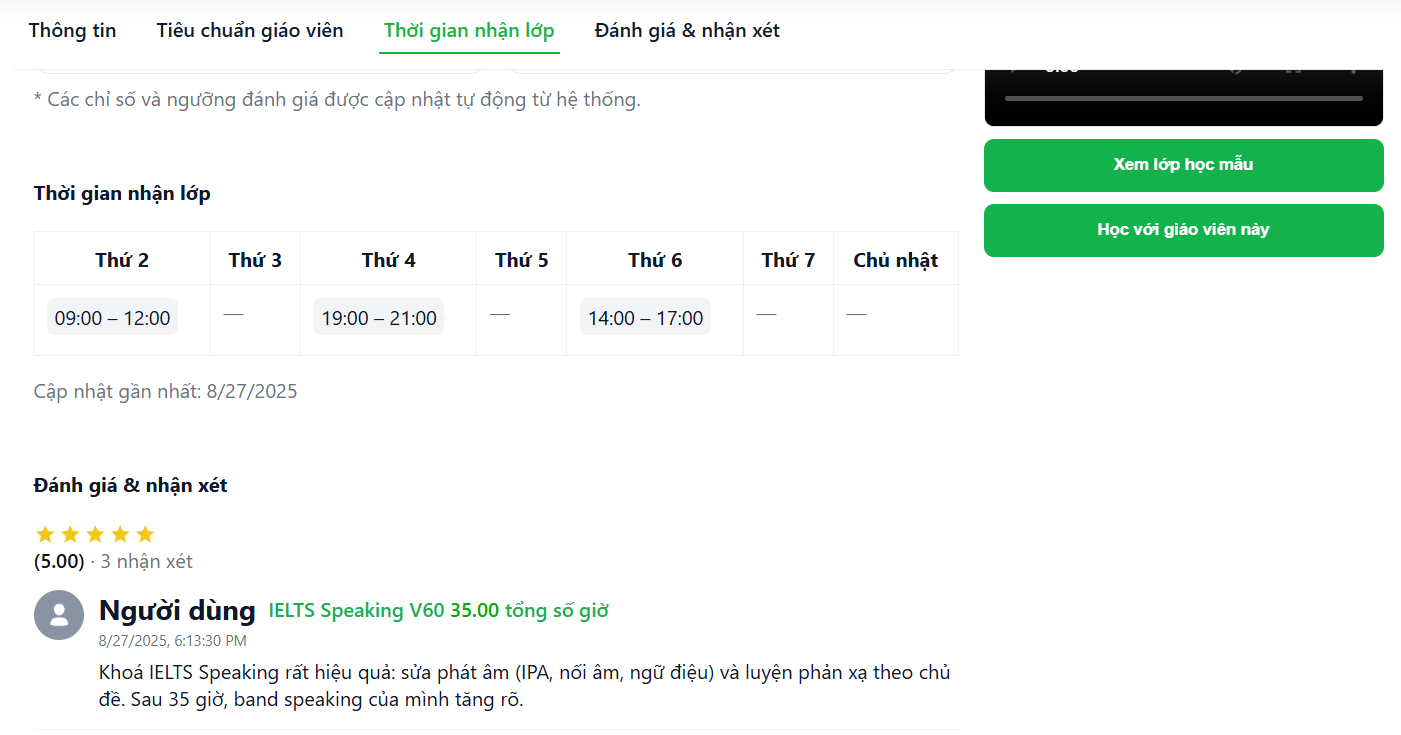 Thông tin Tiêu chuẩn giáo viên Thời gian nhận lớp Đánh giá & nhận xét
* Các chỉ số và ngưỡng đánh giá được cập nhật tự động từ hệ thống.
Xem lớp học mẫu
Học với giáo viên này
Thời gian nhận lớp
Thứ 2 Thứ 3 Thứ 4 Thứ 5 Thứ 6 Thứ 7 Chủ nhật
09:00 – 12:00 — 19:00 – 21:00 — 14:00 – 17:00 — —
Cập nhật gần nhất: 8/27/2025
Đánh giá & nhận xét
(5.00) · 3 nhận xét
Người dùng IELTS Speaking V60 35.00 tổng số giờ
8/27/2025, 6:13:30 PM
Khoá IELTS Speaking rất hiệu quả: sửa phát âm (IPA, nối âm, ngữ điệu) và luyện phản xạ theo chủ
đề. Sau 35 giờ, band speaking của mình tăng rõ.